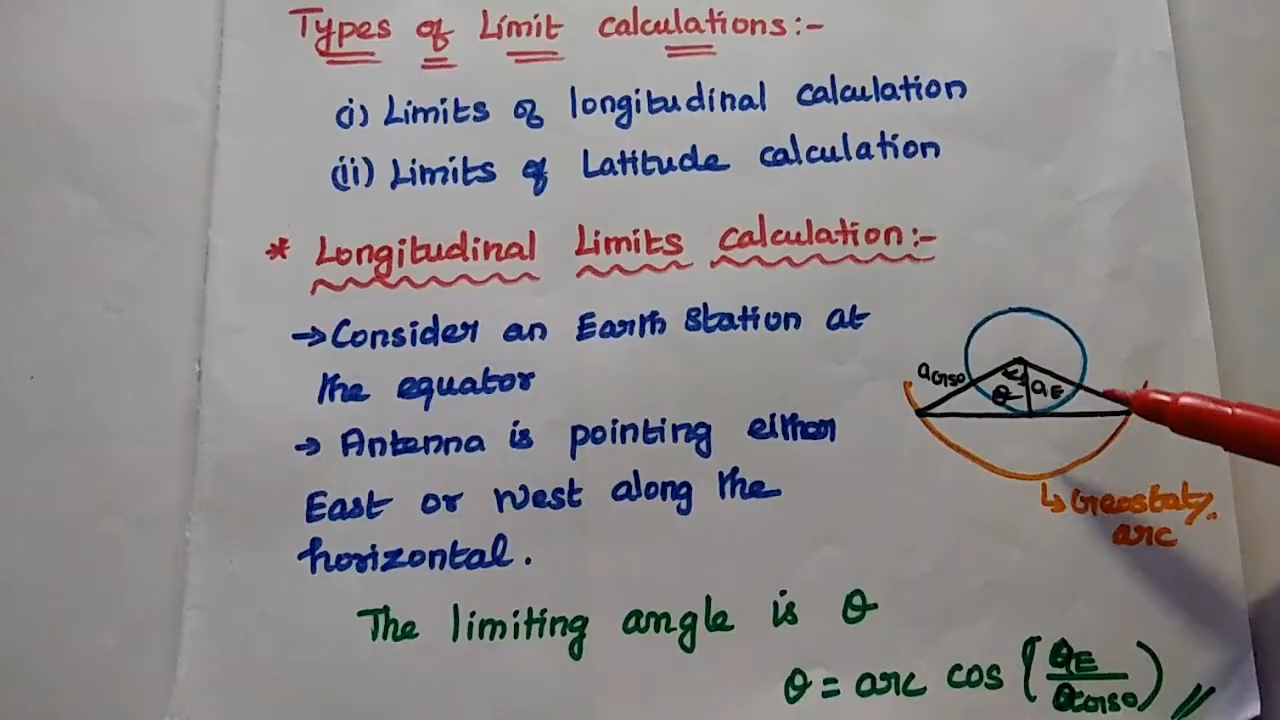 Types of Limit calculations:-
(i) Limits of longitudinal calculation
(ii) Limits of Latitude calculation
* Longitudinal Limits calculation:-
→ Consider an Earth station at
the equator
→ Antenna is pointing either
East or west along the
horizontal.
aGSO
θ
aE
↳ Geostaty.
arc
The limiting angle is θ
θ = arc cos (aE/aGSO)//